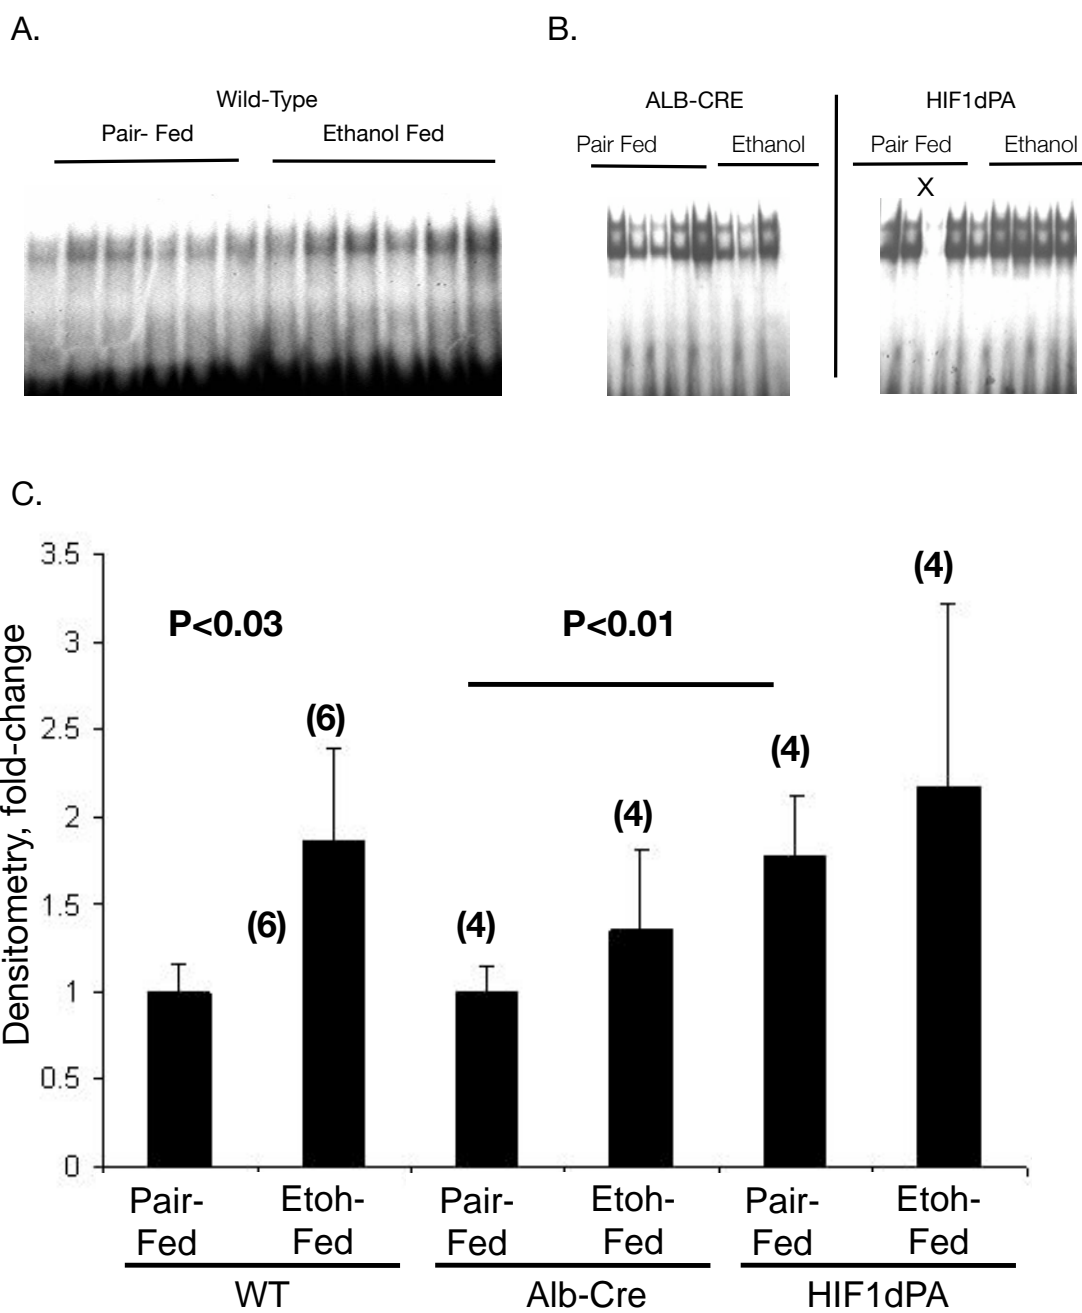 A.
Wild-Type
Pair- Fed
Ethanol Fed
B.
ALB-CRE
HIF1dPA
Pair Fed
Ethanol
Pair Fed
Ethanol
X
C.
Densitometry, fold-change
3.5
3
2.5
2
1.5
1
0.5
0
P<0.03
P<0.01
(6)
(6)
(4)
(4)
(4)
(4)
Pair-
Fed
Etoh-
Fed
Pair-
Fed
Etoh-
Fed
Pair-
Fed
Etoh-
Fed
WT
Alb-Cre
HIF1dPA